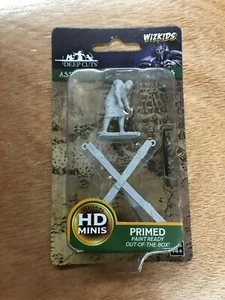 WIZKIDS
DEEP CUTS
HD
MINIS
PRIMED
PAINT READY
OUT-OF-THE-BOX!